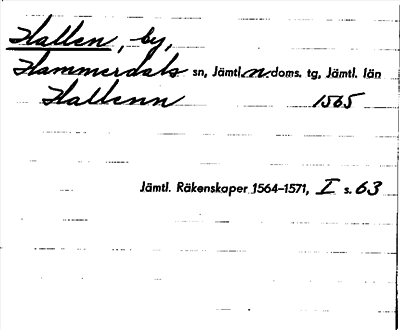 Hallen, by,
Hammerdals sn, Jämtl. n. doms. tg, Jämtl. län
Hallenn 1565
Jämtl. Räkenskaper 1564-1571, I s. 63